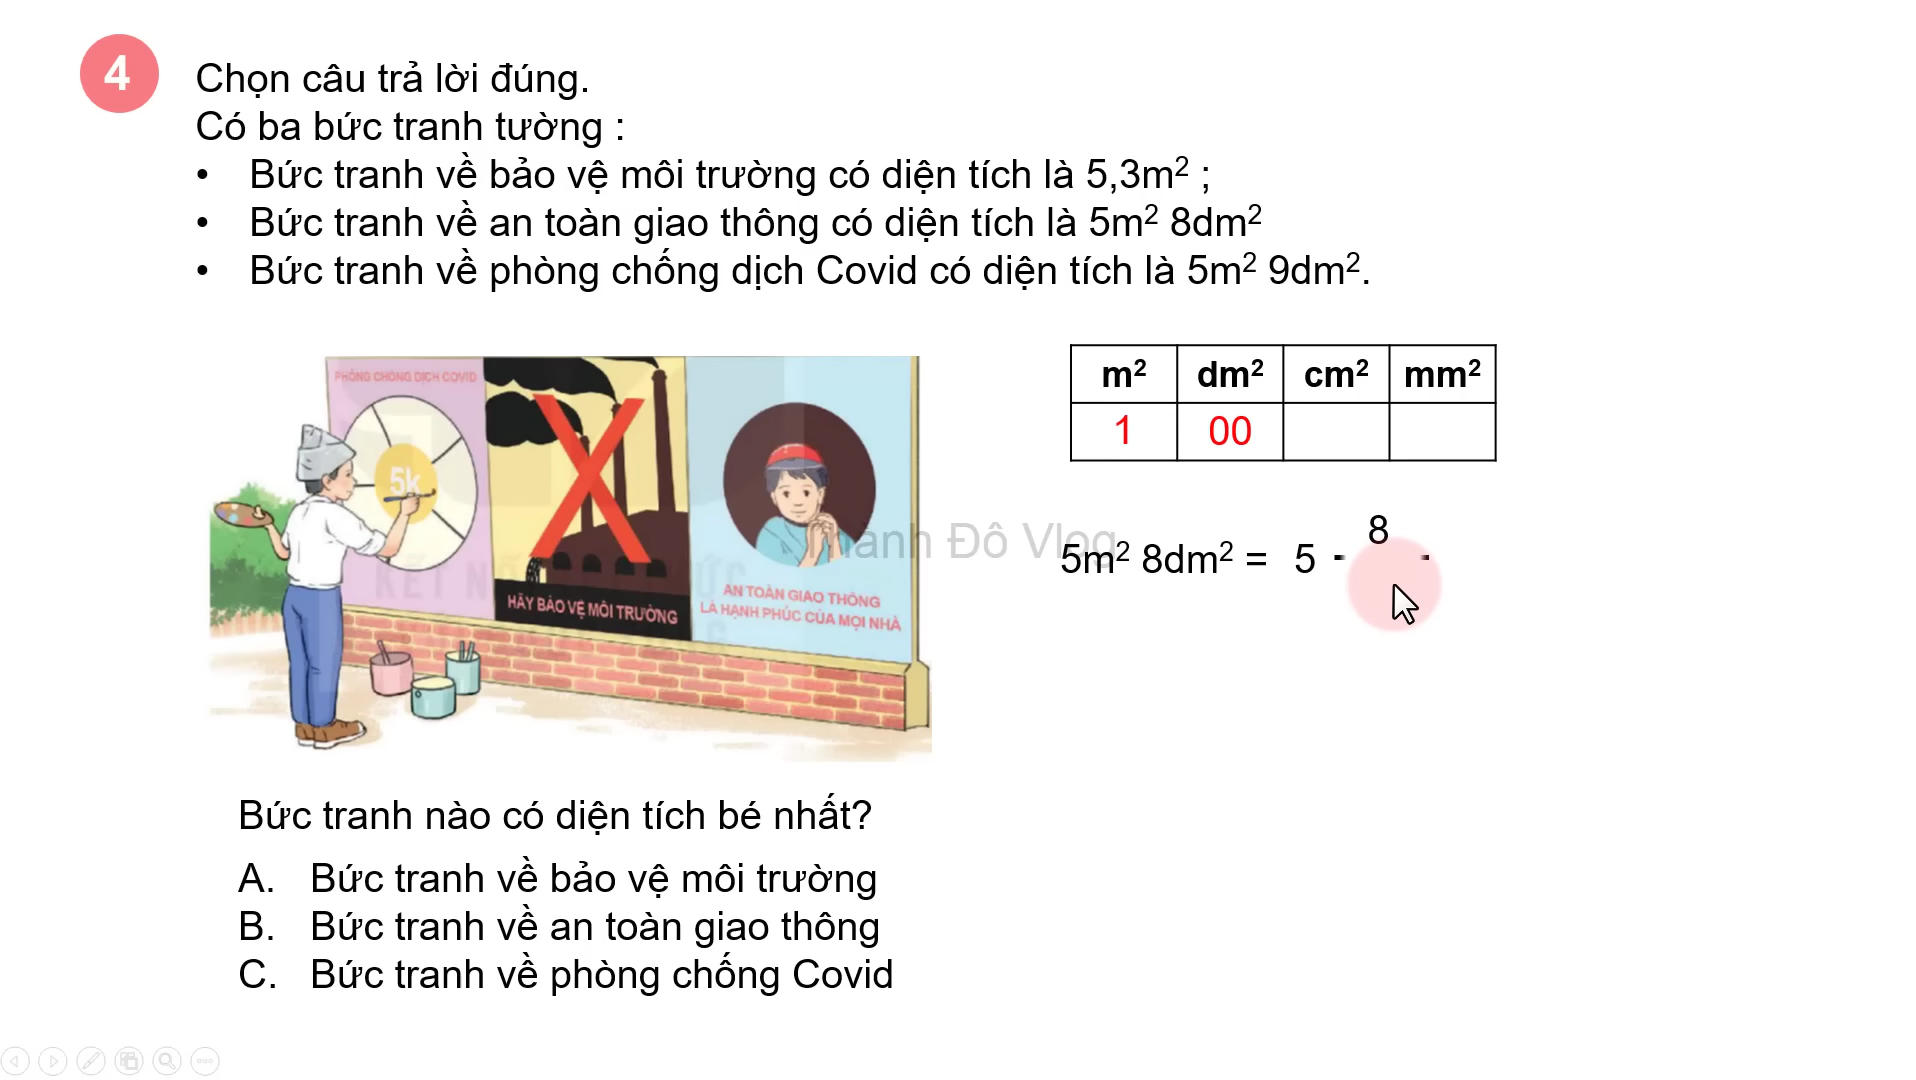 4
Chọn câu trả lời đúng.
Có ba bức tranh tường :
• Bức tranh về bảo vệ môi trường có diện tích là 5,3m² ;
• Bức tranh về an toàn giao thông có diện tích là 5m² 8dm²
• Bức tranh về phòng chống dịch Covid có diện tích là 5m² 9dm².
PHÒNG CHỐNG DỊCH COVID
5k
HÃY BẢO VỆ MÔI TRƯỜNG
AN TOÀN GIAO THÔNG
LÀ HẠNH PHÚC CỦA MỌI NHÀ
m² dm² cm² mm²
1 00
hành Đô Vlog
8
5m² 8dm² = 5
Bức tranh nào có diện tích bé nhất?
A. Bức tranh về bảo vệ môi trường
B. Bức tranh về an toàn giao thông
C. Bức tranh về phòng chống Covid